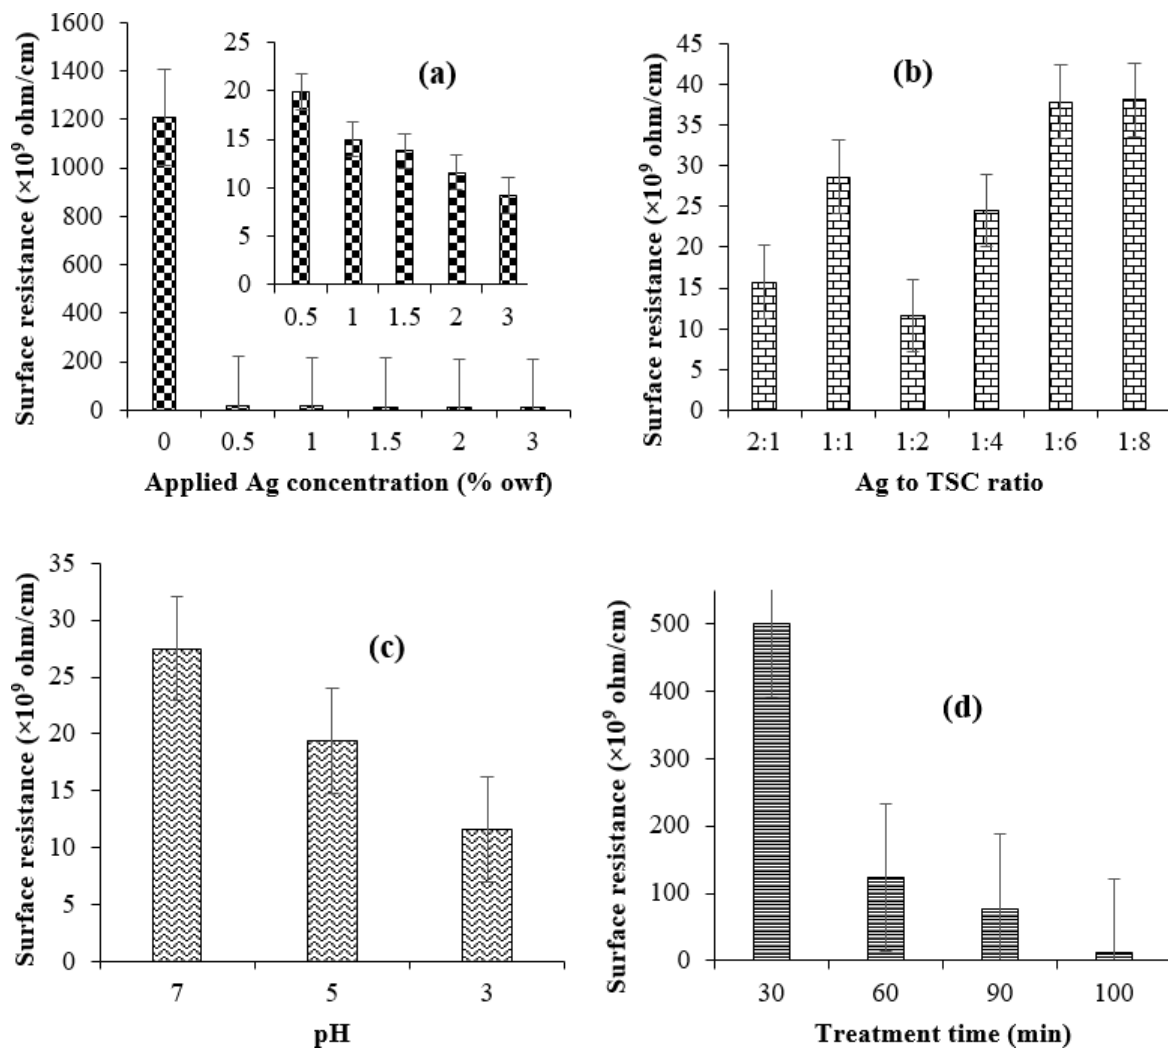 (a)
Surface resistance (×10⁹ ohm/cm)
1600
1400
1200
1000
800
600
400
200
0
25
20
15
10
5
0
0.5 1 1.5 2 3
0 0.5 1 1.5 2 3
Applied Ag concentration (% owf)
(b)
Surface resistance (×10⁹ ohm/cm)
45
40
35
30
25
20
15
10
5
0
2:1 1:1 1:2 1:4 1:6 1:8
Ag to TSC ratio
(c)
Surface resistance (×10⁹ ohm/cm)
35
30
25
20
15
10
5
0
7 5 3
pH
(d)
Surface resistance (×10⁹ ohm/cm)
500
400
300
200
100
0
30 60 90 100
Treatment time (min)